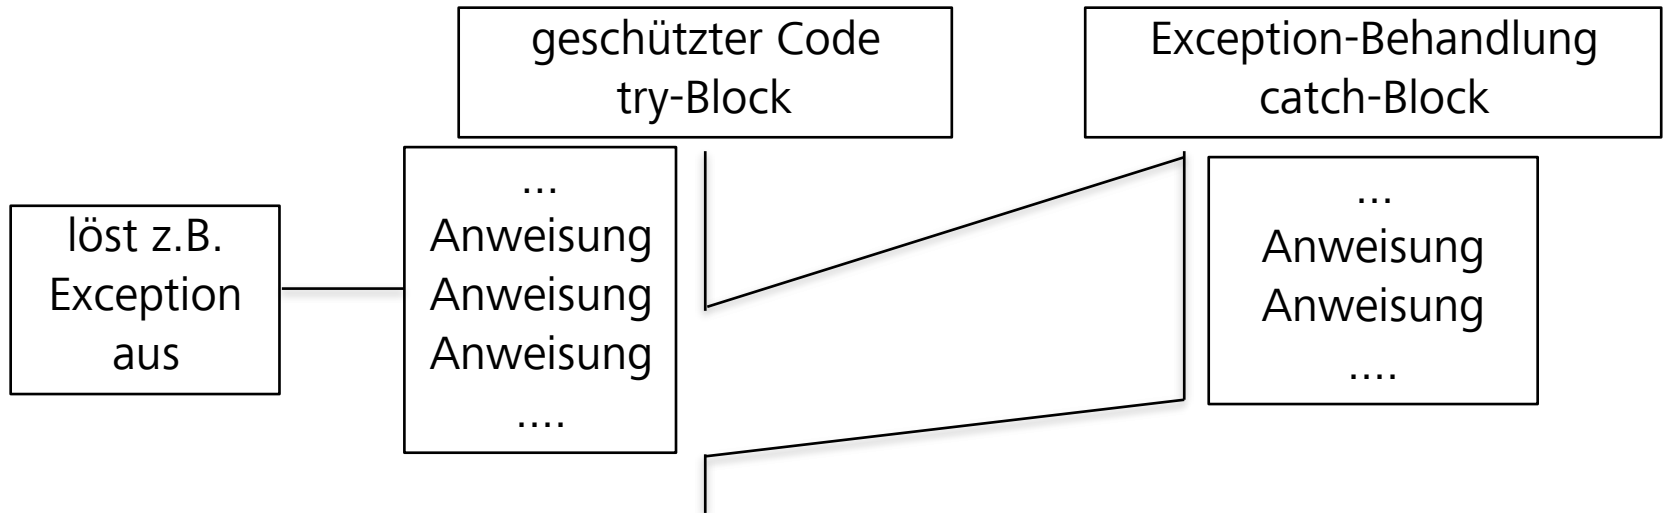 geschützter Code
try-Block
Exception-Behandlung
catch-Block
löst z.B.
Exception
aus
...
Anweisung
Anweisung
Anweisung
....
...
Anweisung
Anweisung
....